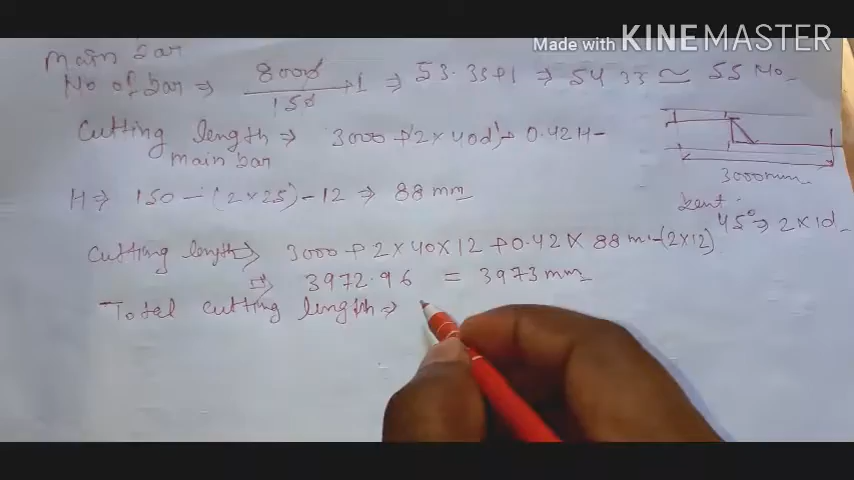 Made with KINEMASTER
Main bar
No of bar ⇒ 8000/150 +1 ⇒ 53.33+1 ⇒ 54.33 ≃ 55 No.
Cutting length ⇒ 3000 + (2×40d) + 0.42H -
main bar
3000mm
H ⇒ 150 - (2×25) - 12 ⇒ 88 mm
45° ⇒ 2×1d
Cutting length ⇒ 3000 + 2×40×12 + 0.42 × 88 m - (2×12)
⇒ 3972.96 = 3973 mm
Total cutting length ⇒